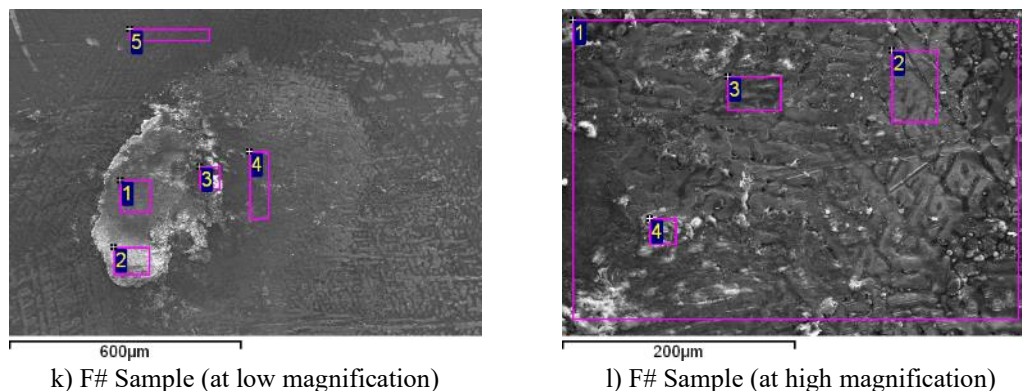 5
1
2
3
4
600µm
k) F# Sample (at low magnification)
1
2
3
4
200µm
l) F# Sample (at high magnification)